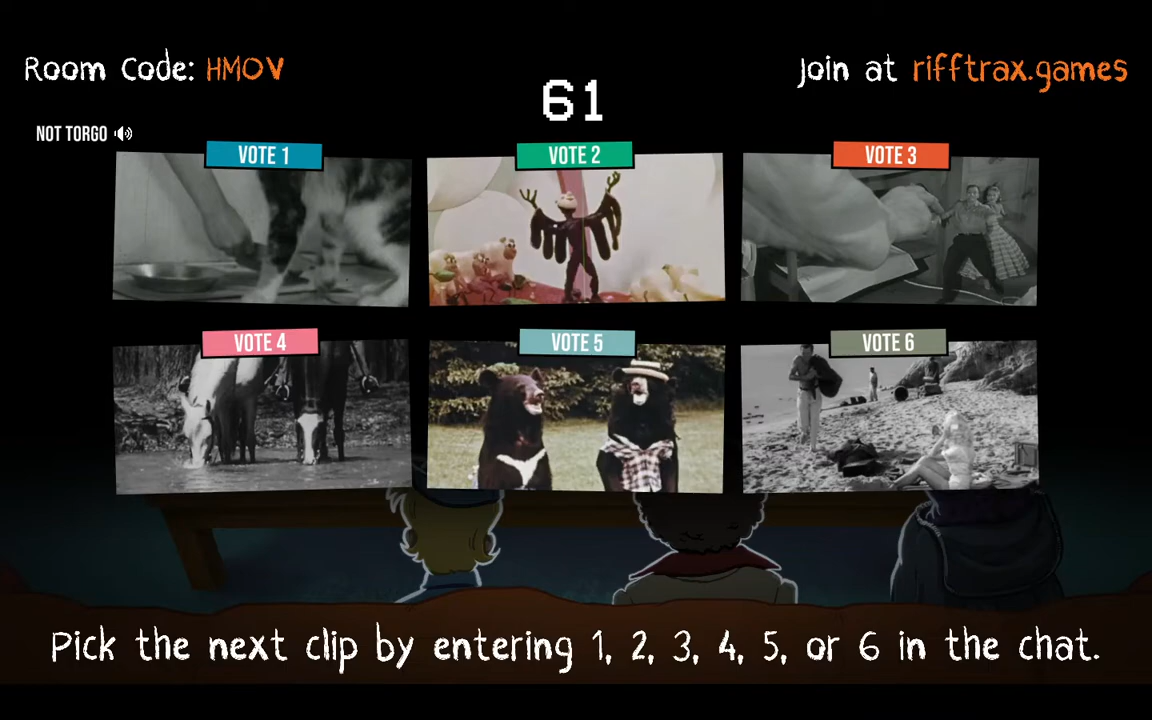 Room Code: HMOV
Join at rifftrax.games
61
NOT TORGO
VOTE 1
VOTE 2
VOTE 3
VOTE 4
VOTE 5
VOTE 6
Pick the next clip by entering 1, 2, 3, 4, 5, or 6 in the chat.